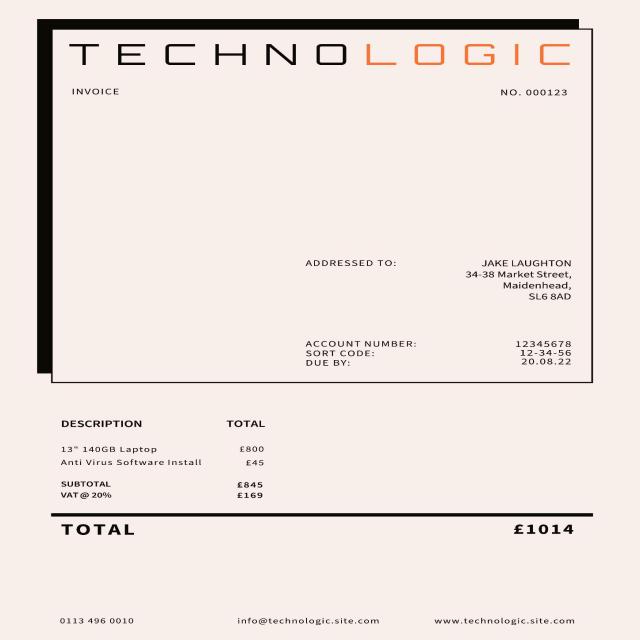 TECHNOLOGIC
INVOICE NO. 000123
ADDRESSED TO: JAKE LAUGHTON
34-38 Market Street,
Maidenhead,
SL6 8AD
ACCOUNT NUMBER: 12345678
SORT CODE: 12-34-56
DUE BY: 20.08.22
DESCRIPTION TOTAL
13" 140GB Laptop £800
Anti Virus Software Install £45
SUBTOTAL £845
VAT @ 20% £169
TOTAL £1014
0113 496 0010 info@technologic.site.com www.technologic.site.com